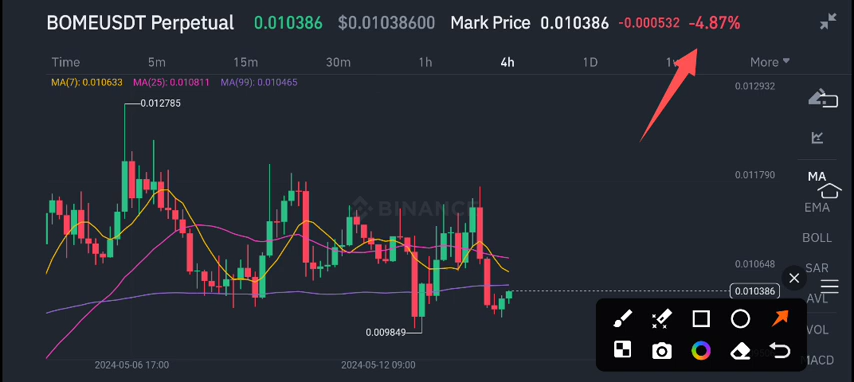 BOMEUSDT Perpetual 0.010386 $0.01038600 Mark Price 0.010386 -0.000532 -4.87%
Time 5m 15m 30m 1h 4h 1D More
MA(7): 0.010633 MA(25): 0.010811 MA(99): 0.010465
0.012932
0.012785
0.011790
MA
BINANCE
EMA
BOLL
0.010648
SAR
0.010386
AVL
0.009849
VOL
MACD
2024-05-06 17:00 2024-05-12 09:00